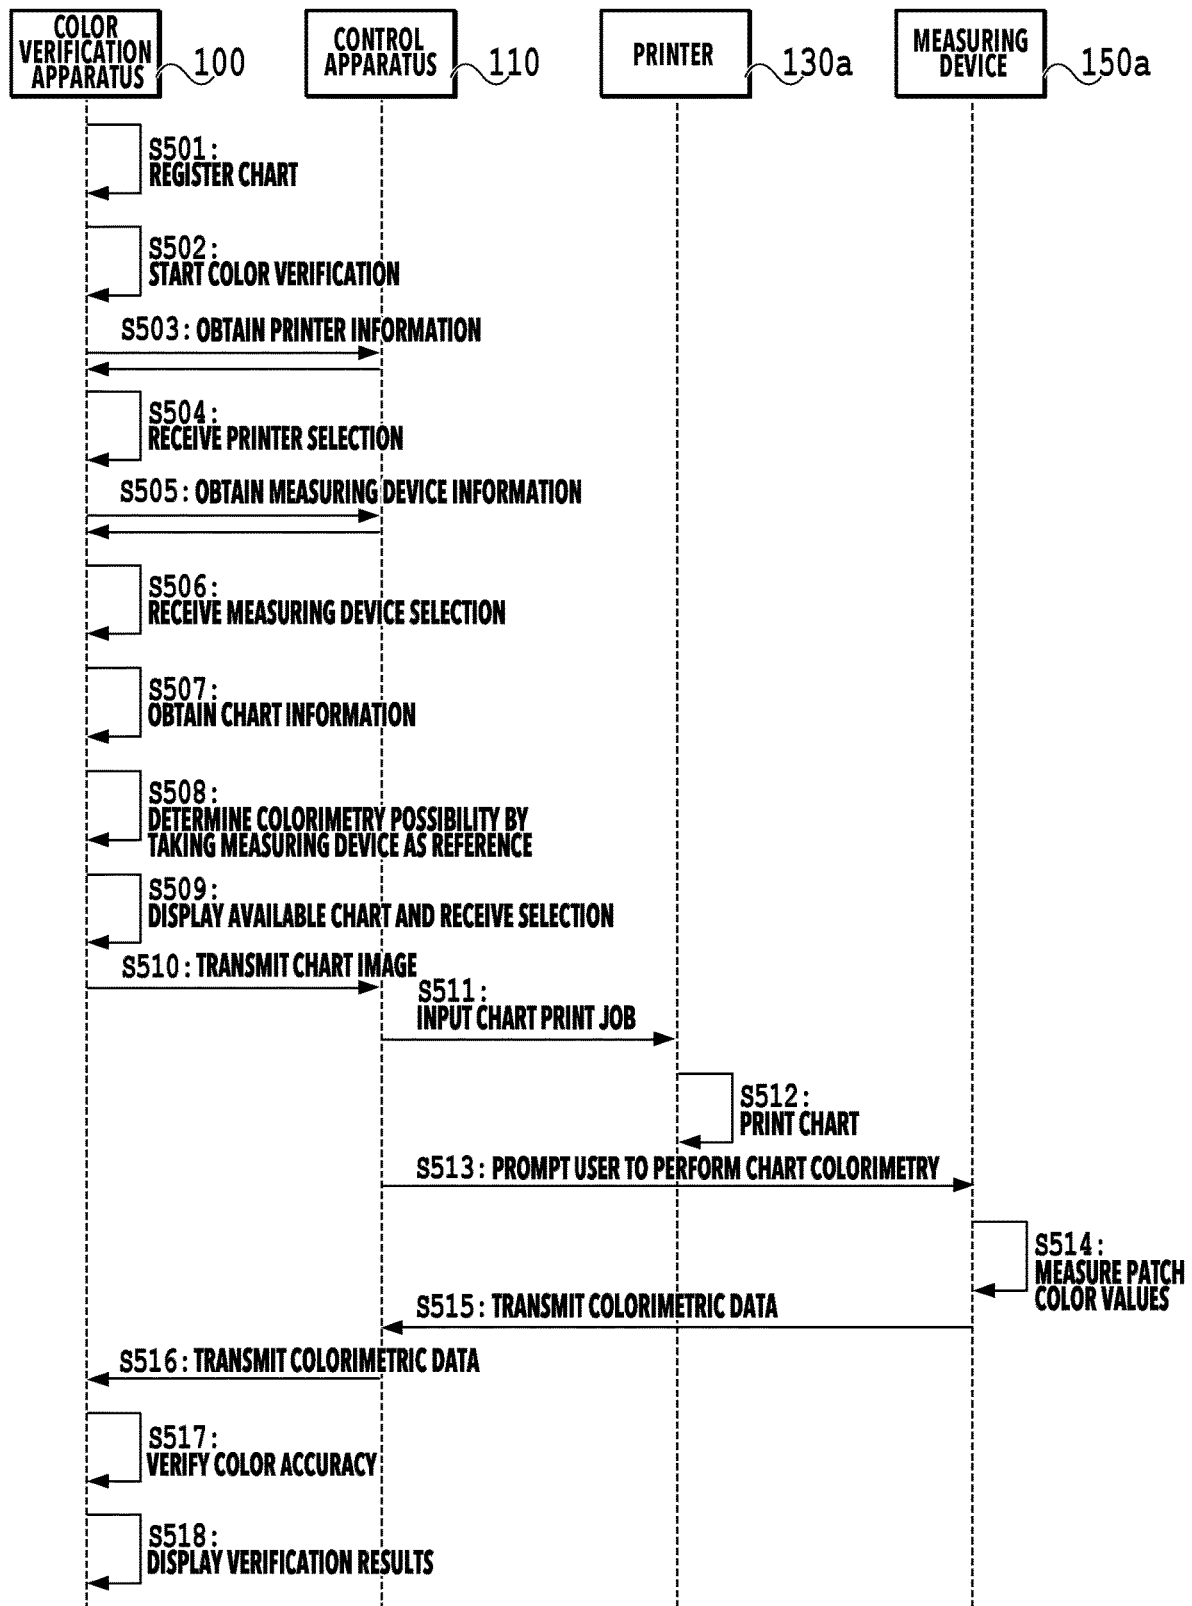 COLOR
VERIFICATION
APPARATUS
100
CONTROL
APPARATUS
110
PRINTER
130a
MEASURING
DEVICE
150a
S501:
REGISTER CHART
S502:
START COLOR VERIFICATION
S503: OBTAIN PRINTER INFORMATION
S504:
RECEIVE PRINTER SELECTION
S505: OBTAIN MEASURING DEVICE INFORMATION
S506:
RECEIVE MEASURING DEVICE SELECTION
S507:
OBTAIN CHART INFORMATION
S508:
DETERMINE COLORIMETRY POSSIBILITY BY
TAKING MEASURING DEVICE AS REFERENCE
S509:
DISPLAY AVAILABLE CHART AND RECEIVE SELECTION
S510: TRANSMIT CHART IMAGE
S511:
INPUT CHART PRINT JOB
S512:
PRINT CHART
S513: PROMPT USER TO PERFORM CHART COLORIMETRY
S514:
MEASURE PATCH
COLOR VALUES
S515: TRANSMIT COLORIMETRIC DATA
S516: TRANSMIT COLORIMETRIC DATA
S517:
VERIFY COLOR ACCURACY
S518:
DISPLAY VERIFICATION RESULTS